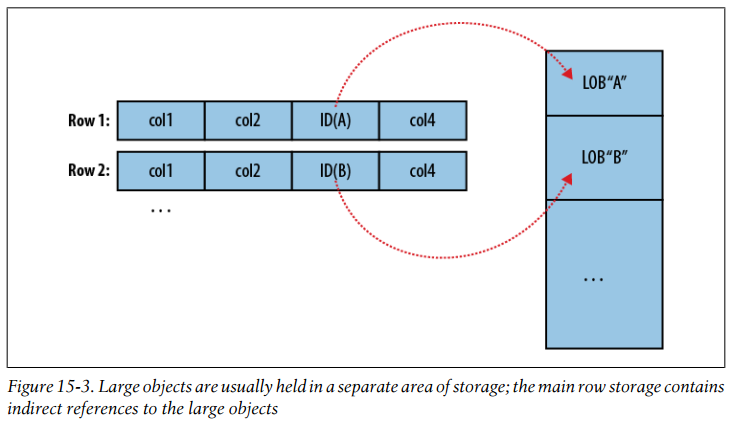 LOB“A”
Row 1: col1 col2 ID(A) col4
LOB“B”
Row 2: col1 col2 ID(B) col4
...
...
Figure 15-3. Large objects are usually held in a separate area of storage; the main row storage contains
indirect references to the large objects